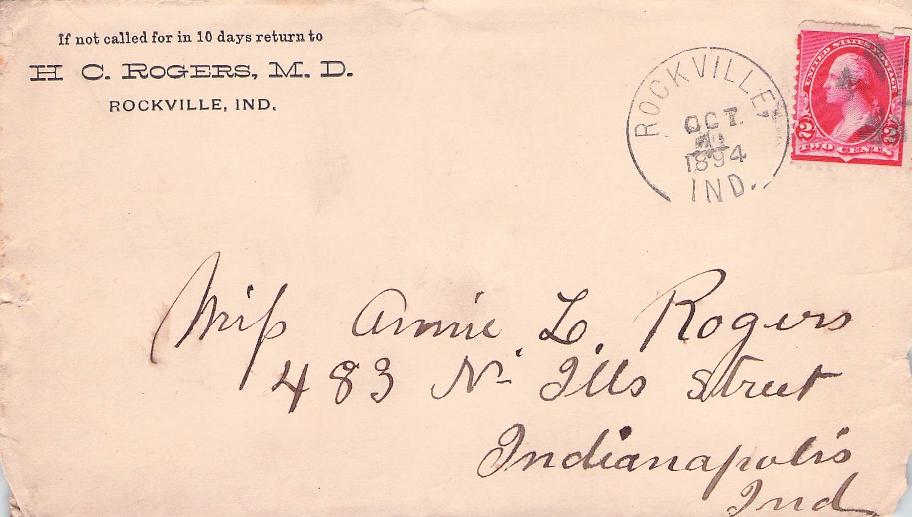 If not called for in 10 days return to
H C. ROGERS, M. D.
ROCKVILLE, IND.
ROCKVILLE,
OCT
1894
IND.
UNITED STATES POSTAGE
2 2
TWO CENTS
Miss Annie L. Rogers
483 N. Ills Street
Indianapolis
Ind